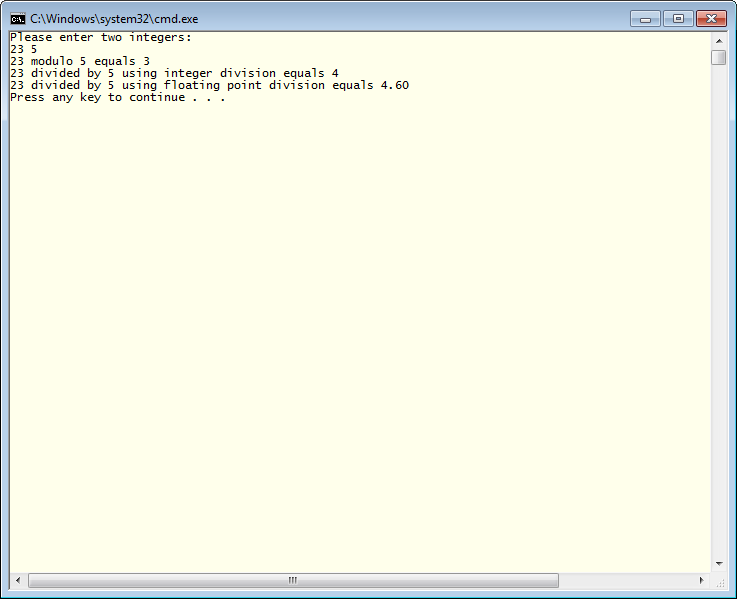 C:\Windows\system32\cmd.exe
Please enter two integers:
23 5
23 modulo 5 equals 3
23 divided by 5 using integer division equals 4
23 divided by 5 using floating point division equals 4.60
Press any key to continue . . .